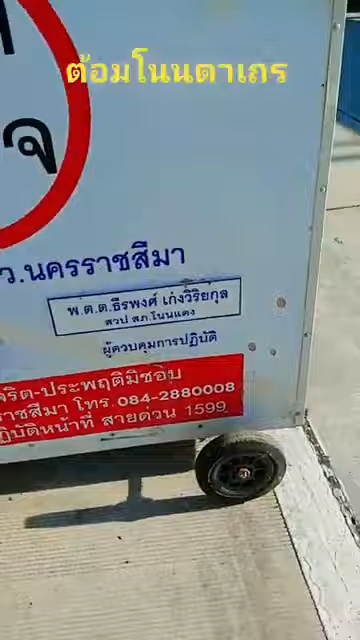 ต้อมโนนตาเถร
จ
ว.นครราชสีมา
พ.ต.ต.ธีรพงศ์ เก่งวิริยกุล
สวป.สภ.โนนแดง
ผู้ควบคุมการปฏิบัติ
จริต-ประพฤติมิชอบ
ราชสีมา โทร.084-2880008
ฏิบัติหน้าที่ สายด่วน 1599